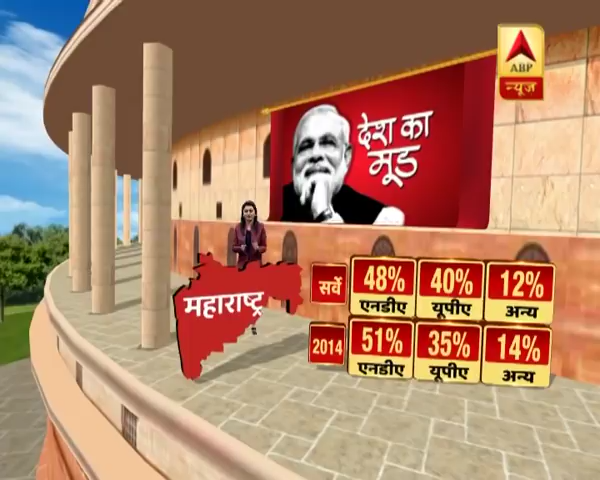 ABP
न्यूज़
देश का
मूड
महाराष्ट्र
सर्वे 48% 40% 12%
एनडीए यूपीए अन्य
2014 51% 35% 14%
एनडीए यूपीए अन्य